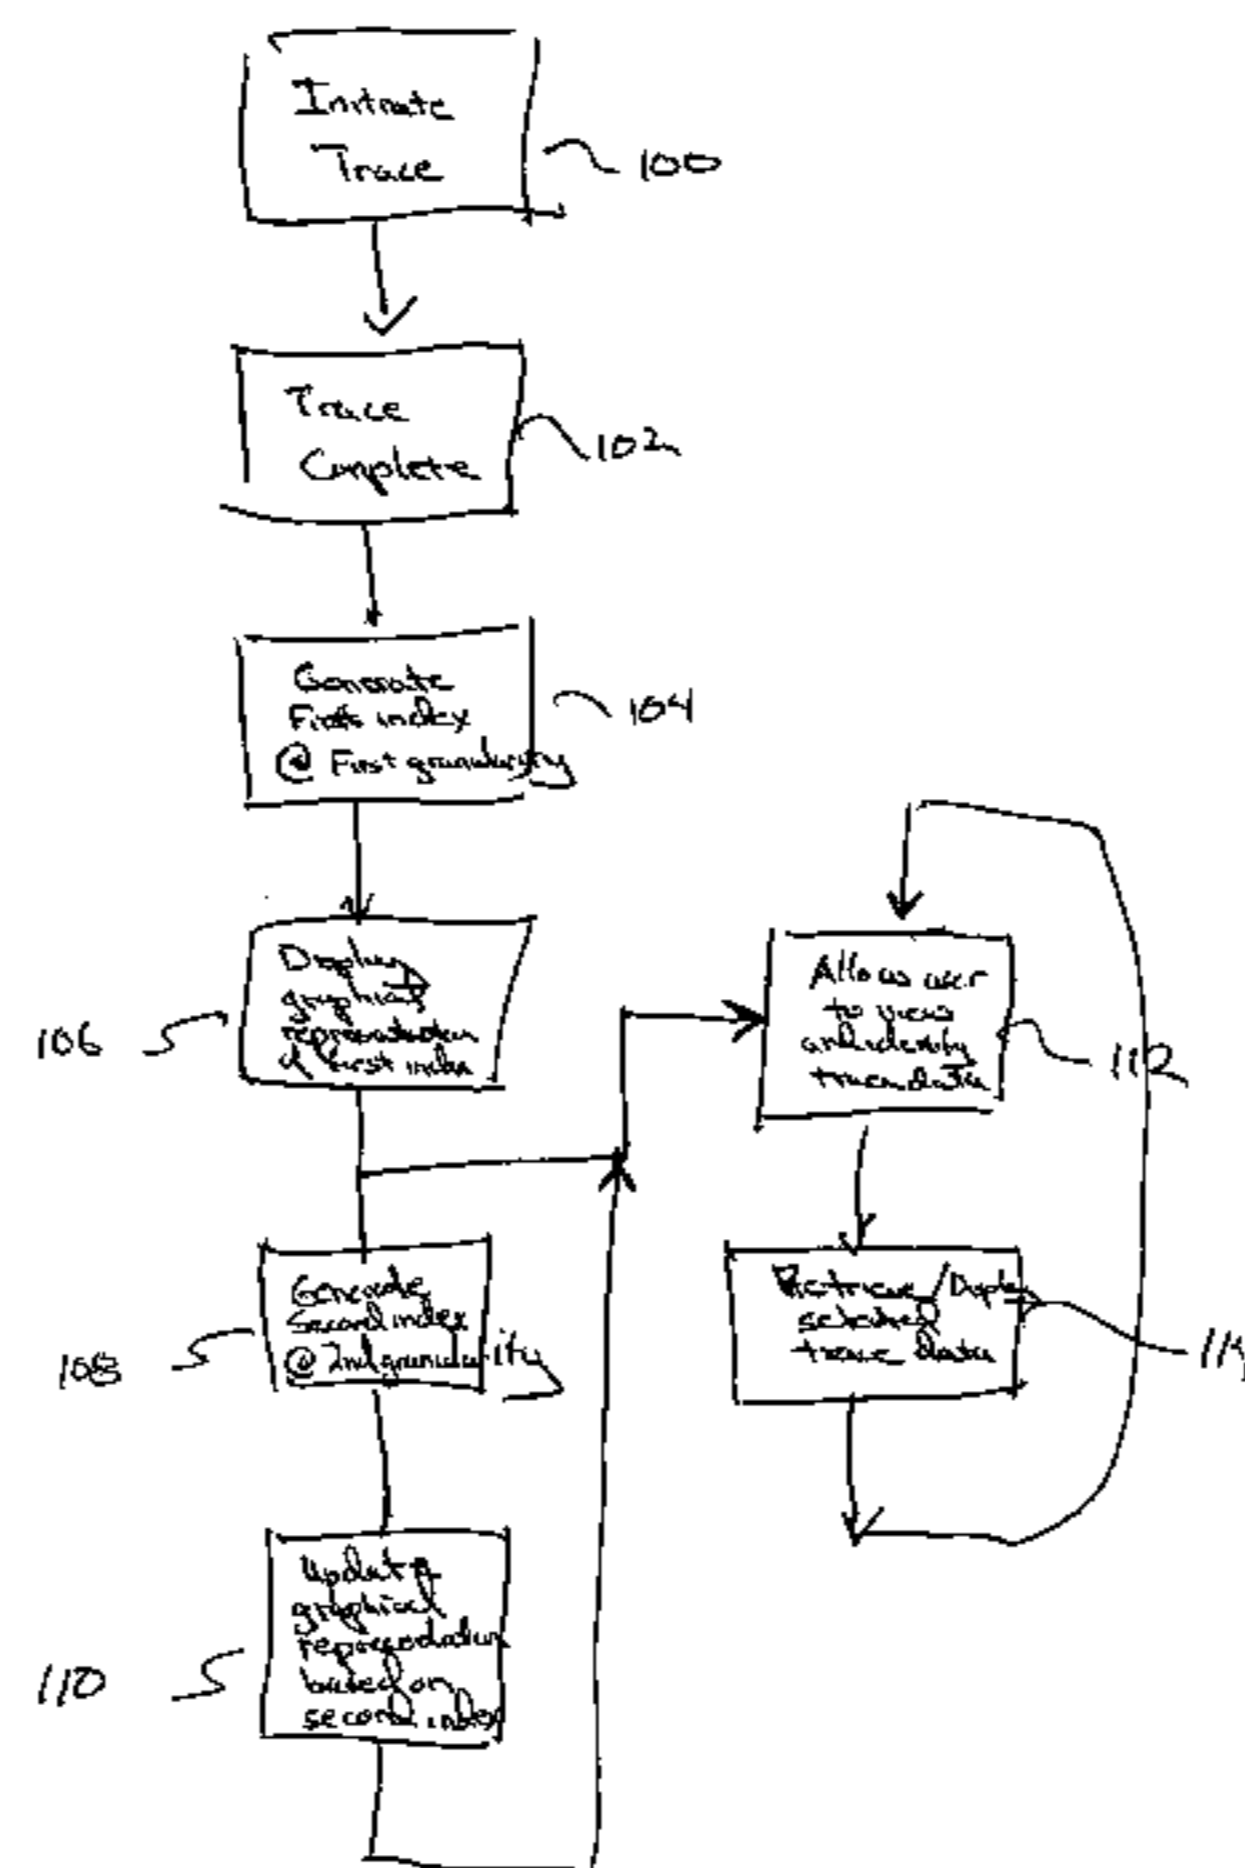 Initiate
Trace
100
Trace
Complete
102
Generate
First index
@ First granularity
104
Display
graphical
representation
of first index
106
Generate
Second index
@ 2nd granularity
108
Update
graphical
representation
based on
second index
110
Allows user
to view
and identify
trace data
112
Retrieve/Display
selected
trace data